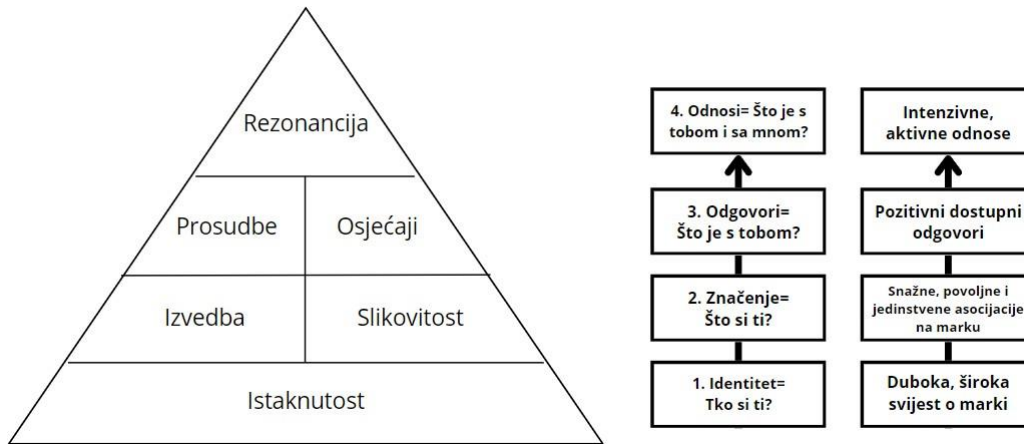 Rezonancija
Prosudbe
Osjećaji
Izvedba
Slikovitost
Istaknutost
4. Odnosi= Što je s
tobom i sa mnom?
3. Odgovori=
Što je s tobom?
2. Značenje=
Što si ti?
1. Identitet=
Tko si ti?
Intenzivne,
aktivne odnose
Pozitivni dostupni
odgovori
Snažne, povoljne i
jedinstvene asocijacije
na marku
Duboka, široka
svijest o marki